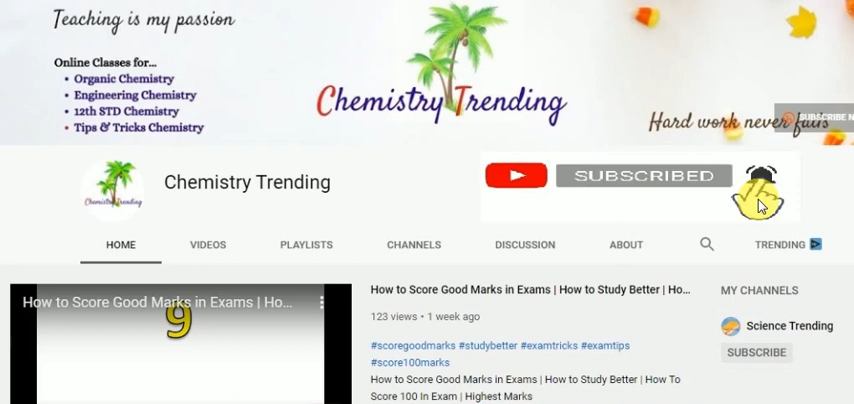 Teaching is my passion
Online Classes for...
• Organic Chemistry
• Engineering Chemistry
• 12th STD Chemistry
• Tips & Tricks Chemistry
Chemistry Trending
Hard work never fails
SUBSCRIBE N
Chemistry Trending
Chemistry Trending
SUBSCRIBED
HOME VIDEOS PLAYLISTS CHANNELS DISCUSSION ABOUT TRENDING
How to Score Good Marks in Exams | Ho...
9
How to Score Good Marks in Exams | How to Study Better | Ho...
123 views • 1 week ago
#scoregoodmarks #studybetter #examtricks #examtips
#score100marks
How to Score Good Marks in Exams | How to Study Better | How To
Score 100 In Exam | Highest Marks
MY CHANNELS
Science Trending
SUBSCRIBE